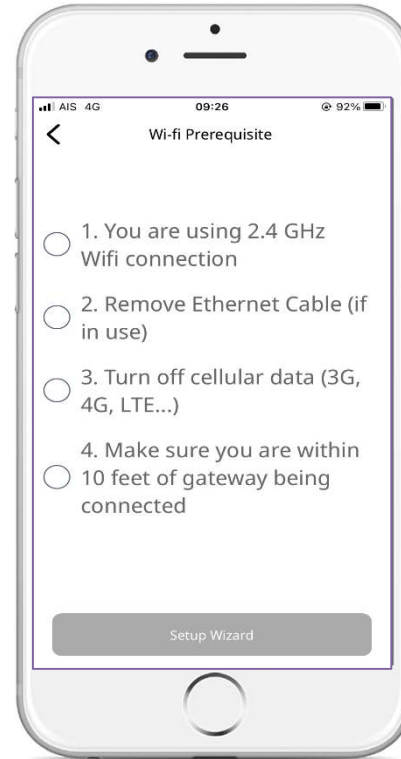 AIS 4G 09:26 92%
Wi-fi Prerequisite
1. You are using 2.4 GHz
Wifi connection
2. Remove Ethernet Cable (if
in use)
3. Turn off cellular data (3G,
4G, LTE...)
4. Make sure you are within
10 feet of gateway being
connected
Setup Wizard